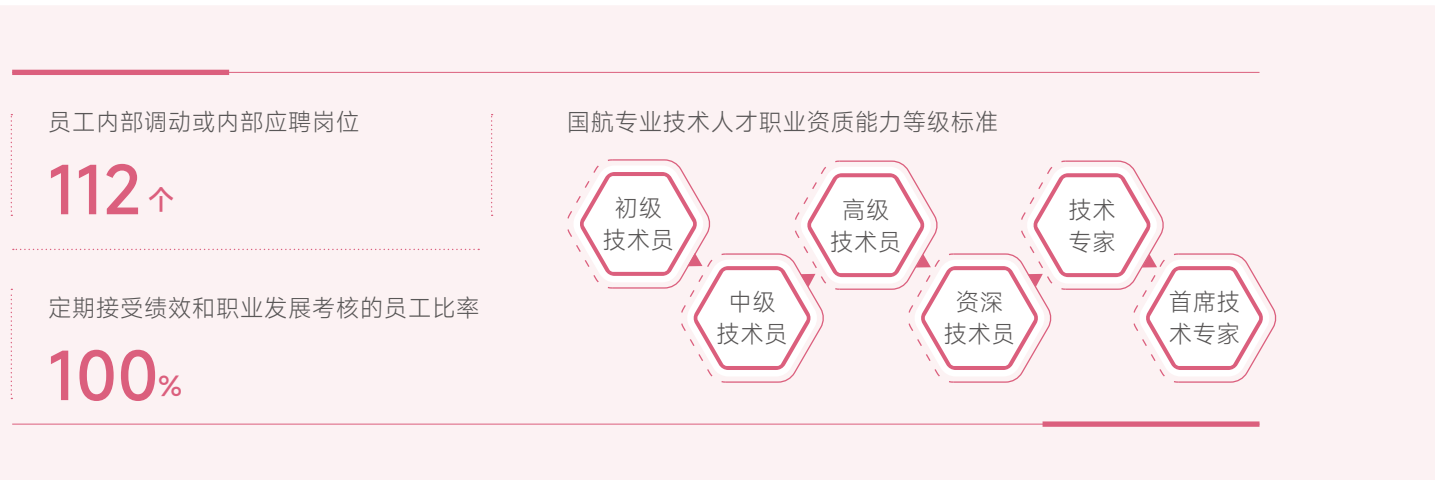 员工内部调动或内部应聘岗位
112个
定期接受绩效和职业发展考核的员工比率
100%
国航专业技术人才职业资质能力等级标准
初级
技术员
中级
技术员
高级
技术员
资深
技术员
技术
专家
首席技
术专家